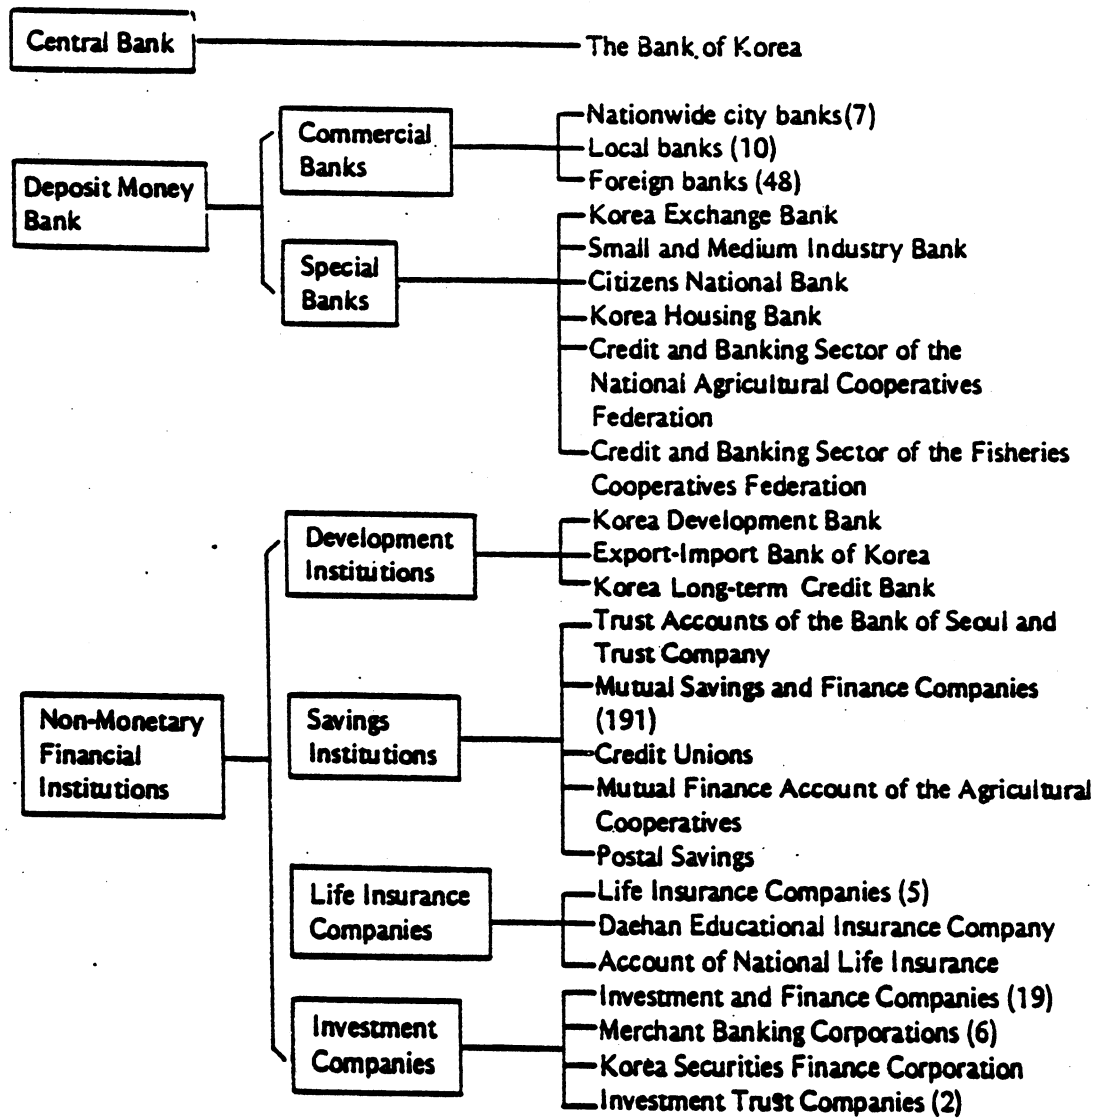 Central Bank
The Bank of Korea
Deposit Money
Bank
Commercial
Banks
Nationwide city banks (7)
Local banks (10)
Foreign banks (48)
Special
Banks
Korea Exchange Bank
Small and Medium Industry Bank
Citizens National Bank
Korea Housing Bank
Credit and Banking Sector of the
National Agricultural Cooperatives
Federation
Credit and Banking Sector of the Fisheries
Cooperatives Federation
Non-Monetary
Financial
Institutions
Development
Institutions
Korea Development Bank
Export-Import Bank of Korea
Korea Long-term Credit Bank
Savings
Institutions
Trust Accounts of the Bank of Seoul and
Trust Company
Mutual Savings and Finance Companies
(191)
Credit Unions
Mutual Finance Account of the Agricultural
Cooperatives
Postal Savings
Life Insurance
Companies
Life Insurance Companies (5)
Daehan Educational Insurance Company
Account of National Life Insurance
Investment
Companies
Investment and Finance Companies (19)
Merchant Banking Corporations (6)
Korea Securities Finance Corporation
Investment Trust Companies (2)